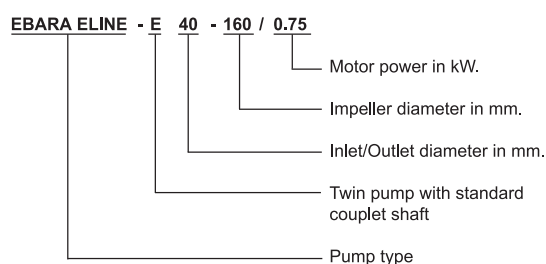 EBARA ELINE - E 40 - 160 / 0.75
Motor power in kW.
Impeller diameter in mm.
Inlet/Outlet diameter in mm.
Twin pump with standard
couplet shaft
Pump type